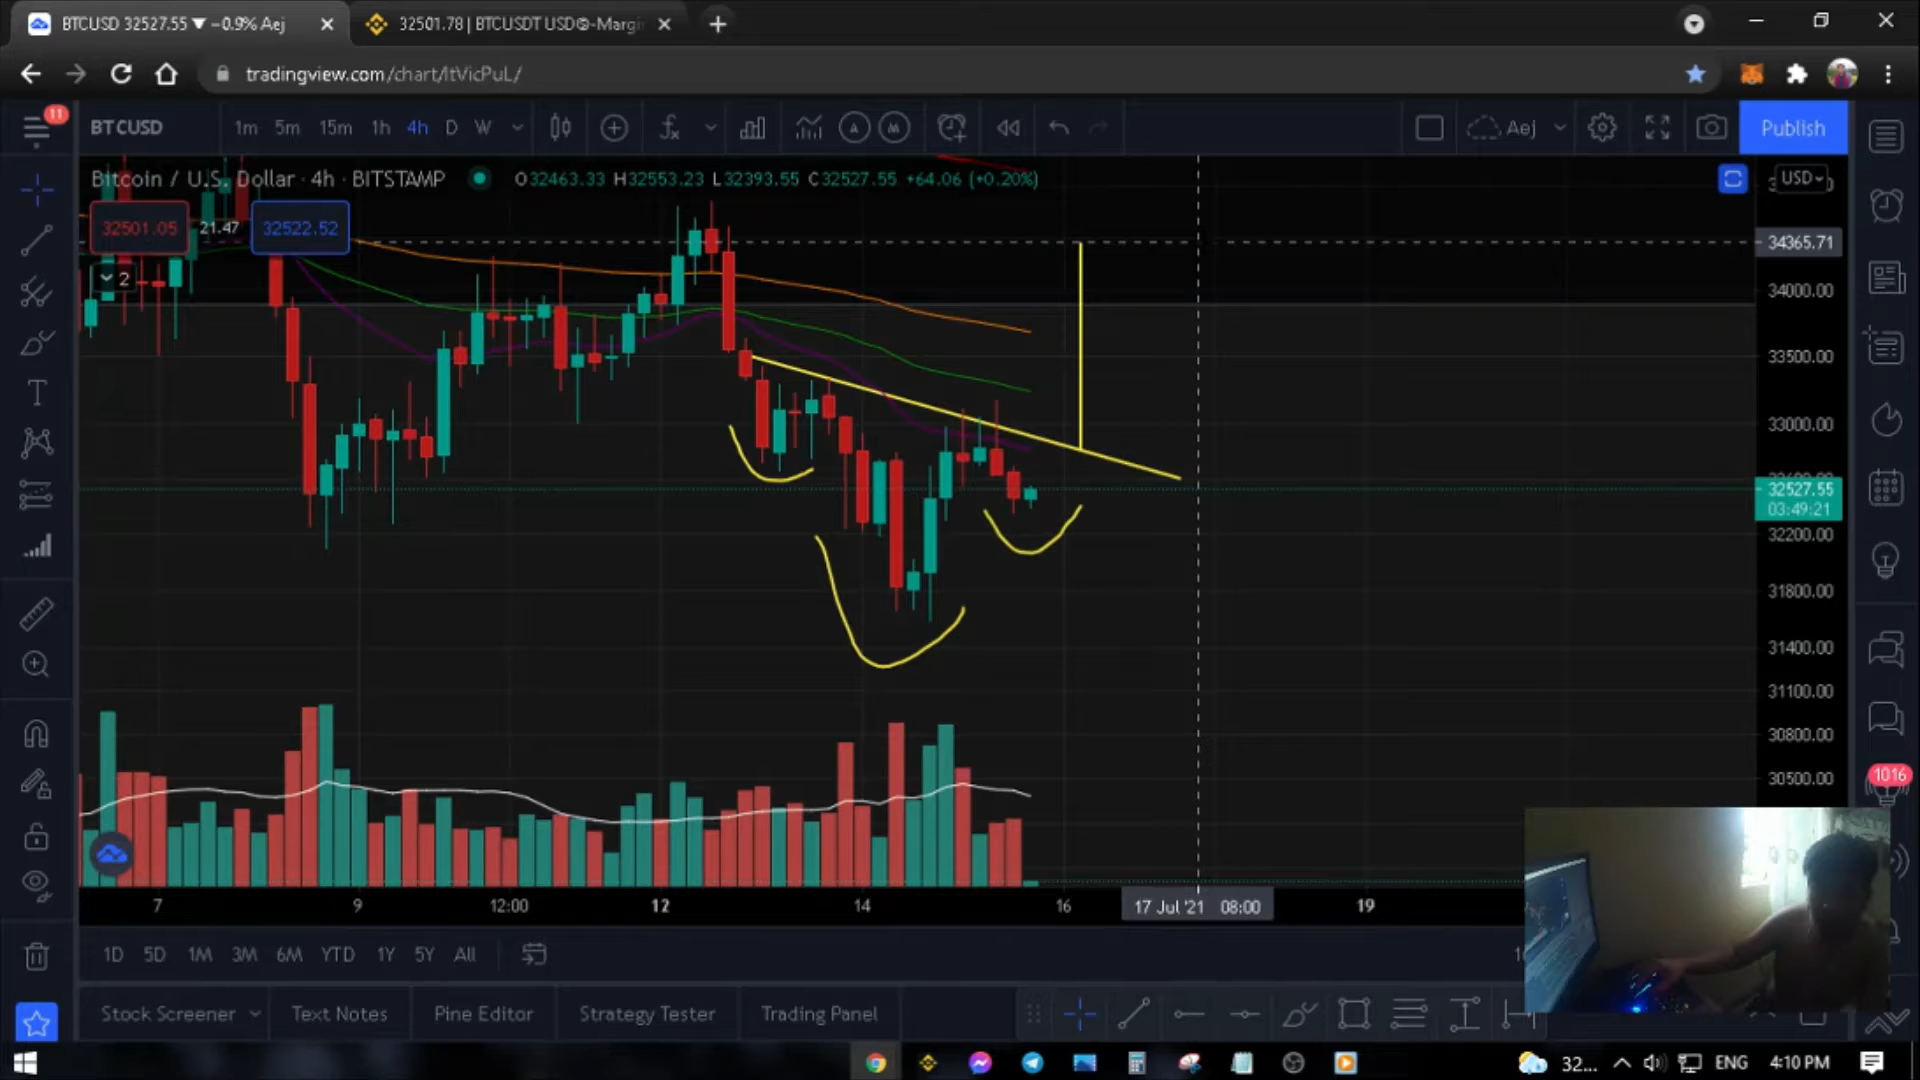 BTCUSD 32527.55 ▼ −0.9% Aej
32501.78 | BTCUSDT USDⓈ-Margi
tradingview.com/chart/ItVicPuL/
11
BTCUSD 1m 5m 15m 1h 4h D W A M Aej Publish
Bitcoin / U.S. Dollar · 4h · BITSTAMP O32463.33 H32553.23 L32393.55 C32527.55 +64.06 (+0.20%)
USD
32501.05 21.47 32522.52
2
34365.71
34000.00
33500.00
33000.00
32527.55
03:49:21
32200.00
31800.00
31400.00
31100.00
30800.00
30500.00
1016
7 9 12:00 12 14 16 17 Jul '21 08:00 19
1D 5D 1M 3M 6M YTD 1Y 5Y All
Stock Screener Text Notes Pine Editor Strategy Tester Trading Panel
32... ENG 4:10 PM